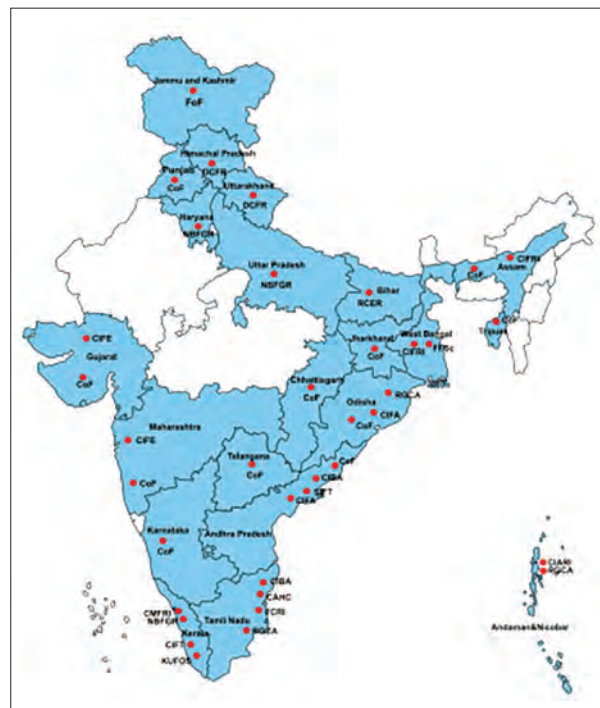 Jammu and Kashmir
FoF
Himachal Pradesh
DCFR
Punjab
CoF
Uttarakhand
DCFR
Haryana
NBFGR
Uttar Pradesh
NBFGR
Bihar
RCER
CIFRI
Assam
CoF
CoF
Tripura
CIFE
Gujarat
CoF
Jharkhand
CoF
West Bengal
CIFRI
FFSc
Chhattisgarh
CoF
RGCA
Odisha
CIFA
CoF
Maharashtra
CIFE
CoF
Telangana
CoF
CoF
CIBA
SIFT
CIFA
Andhra Pradesh
Karnataka
CoF
CIBA
CAHC
FCRI
Tamil Nadu
RGCA
CMFRI
NBFGR
Kerala
CIFT
KUFOS
CIARI
RGCA
Andaman&Nicobar